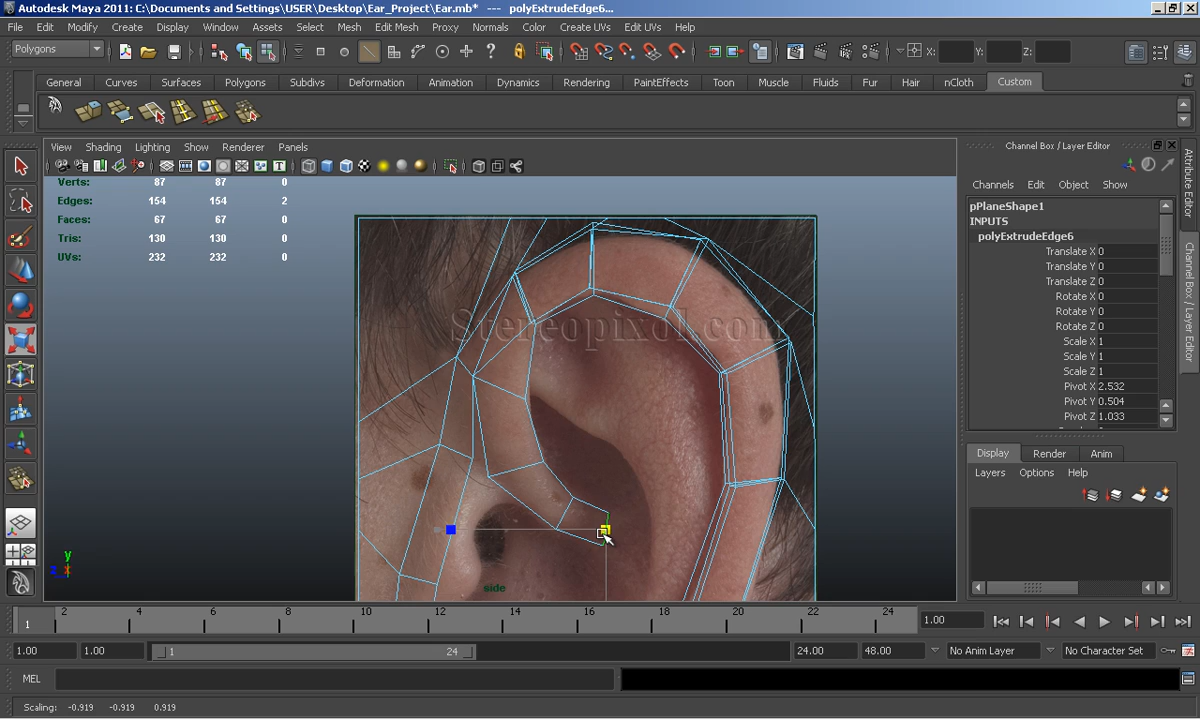 Autodesk Maya 2011: C:\Documents and Settings\USER\Desktop\Ear_Project\Ear.mb* --- polyExtrudeEdge6...
File Edit Modify Create Display Window Assets Select Mesh Edit Mesh Proxy Normals Color Create UVs Edit UVs Help
Polygons X: Y: Z:
General Curves Surfaces Polygons Subdivs Deformation Animation Dynamics Rendering PaintEffects Toon Muscle Fluids Fur Hair nCloth Custom
View Shading Lighting Show Renderer Panels
Verts: 87 87 0
Edges: 154 154 2
Faces: 67 67 0
Tris: 130 130 0
UVs: 232 232 0
Stereopixol.com
side
y
Channel Box / Layer Editor
Channels Edit Object Show
pPlaneShape1
INPUTS
polyExtrudeEdge6
Translate X 0
Translate Y 0
Translate Z 0
Rotate X 0
Rotate Y 0
Rotate Z 0
Scale X 1
Scale Y 1
Scale Z 1
Pivot X 2.532
Pivot Y 0.504
Pivot Z 1.033
Display Render Anim
Layers Options Help
Attribute Editor
Channel Box / Layer Editor
1 2 4 6 8 10 12 14 16 18 20 22 24 1.00
1.00 1.00 1 24 24.00 48.00 No Anim Layer No Character Set
MEL
Scaling: -0.919 -0.919 0.919